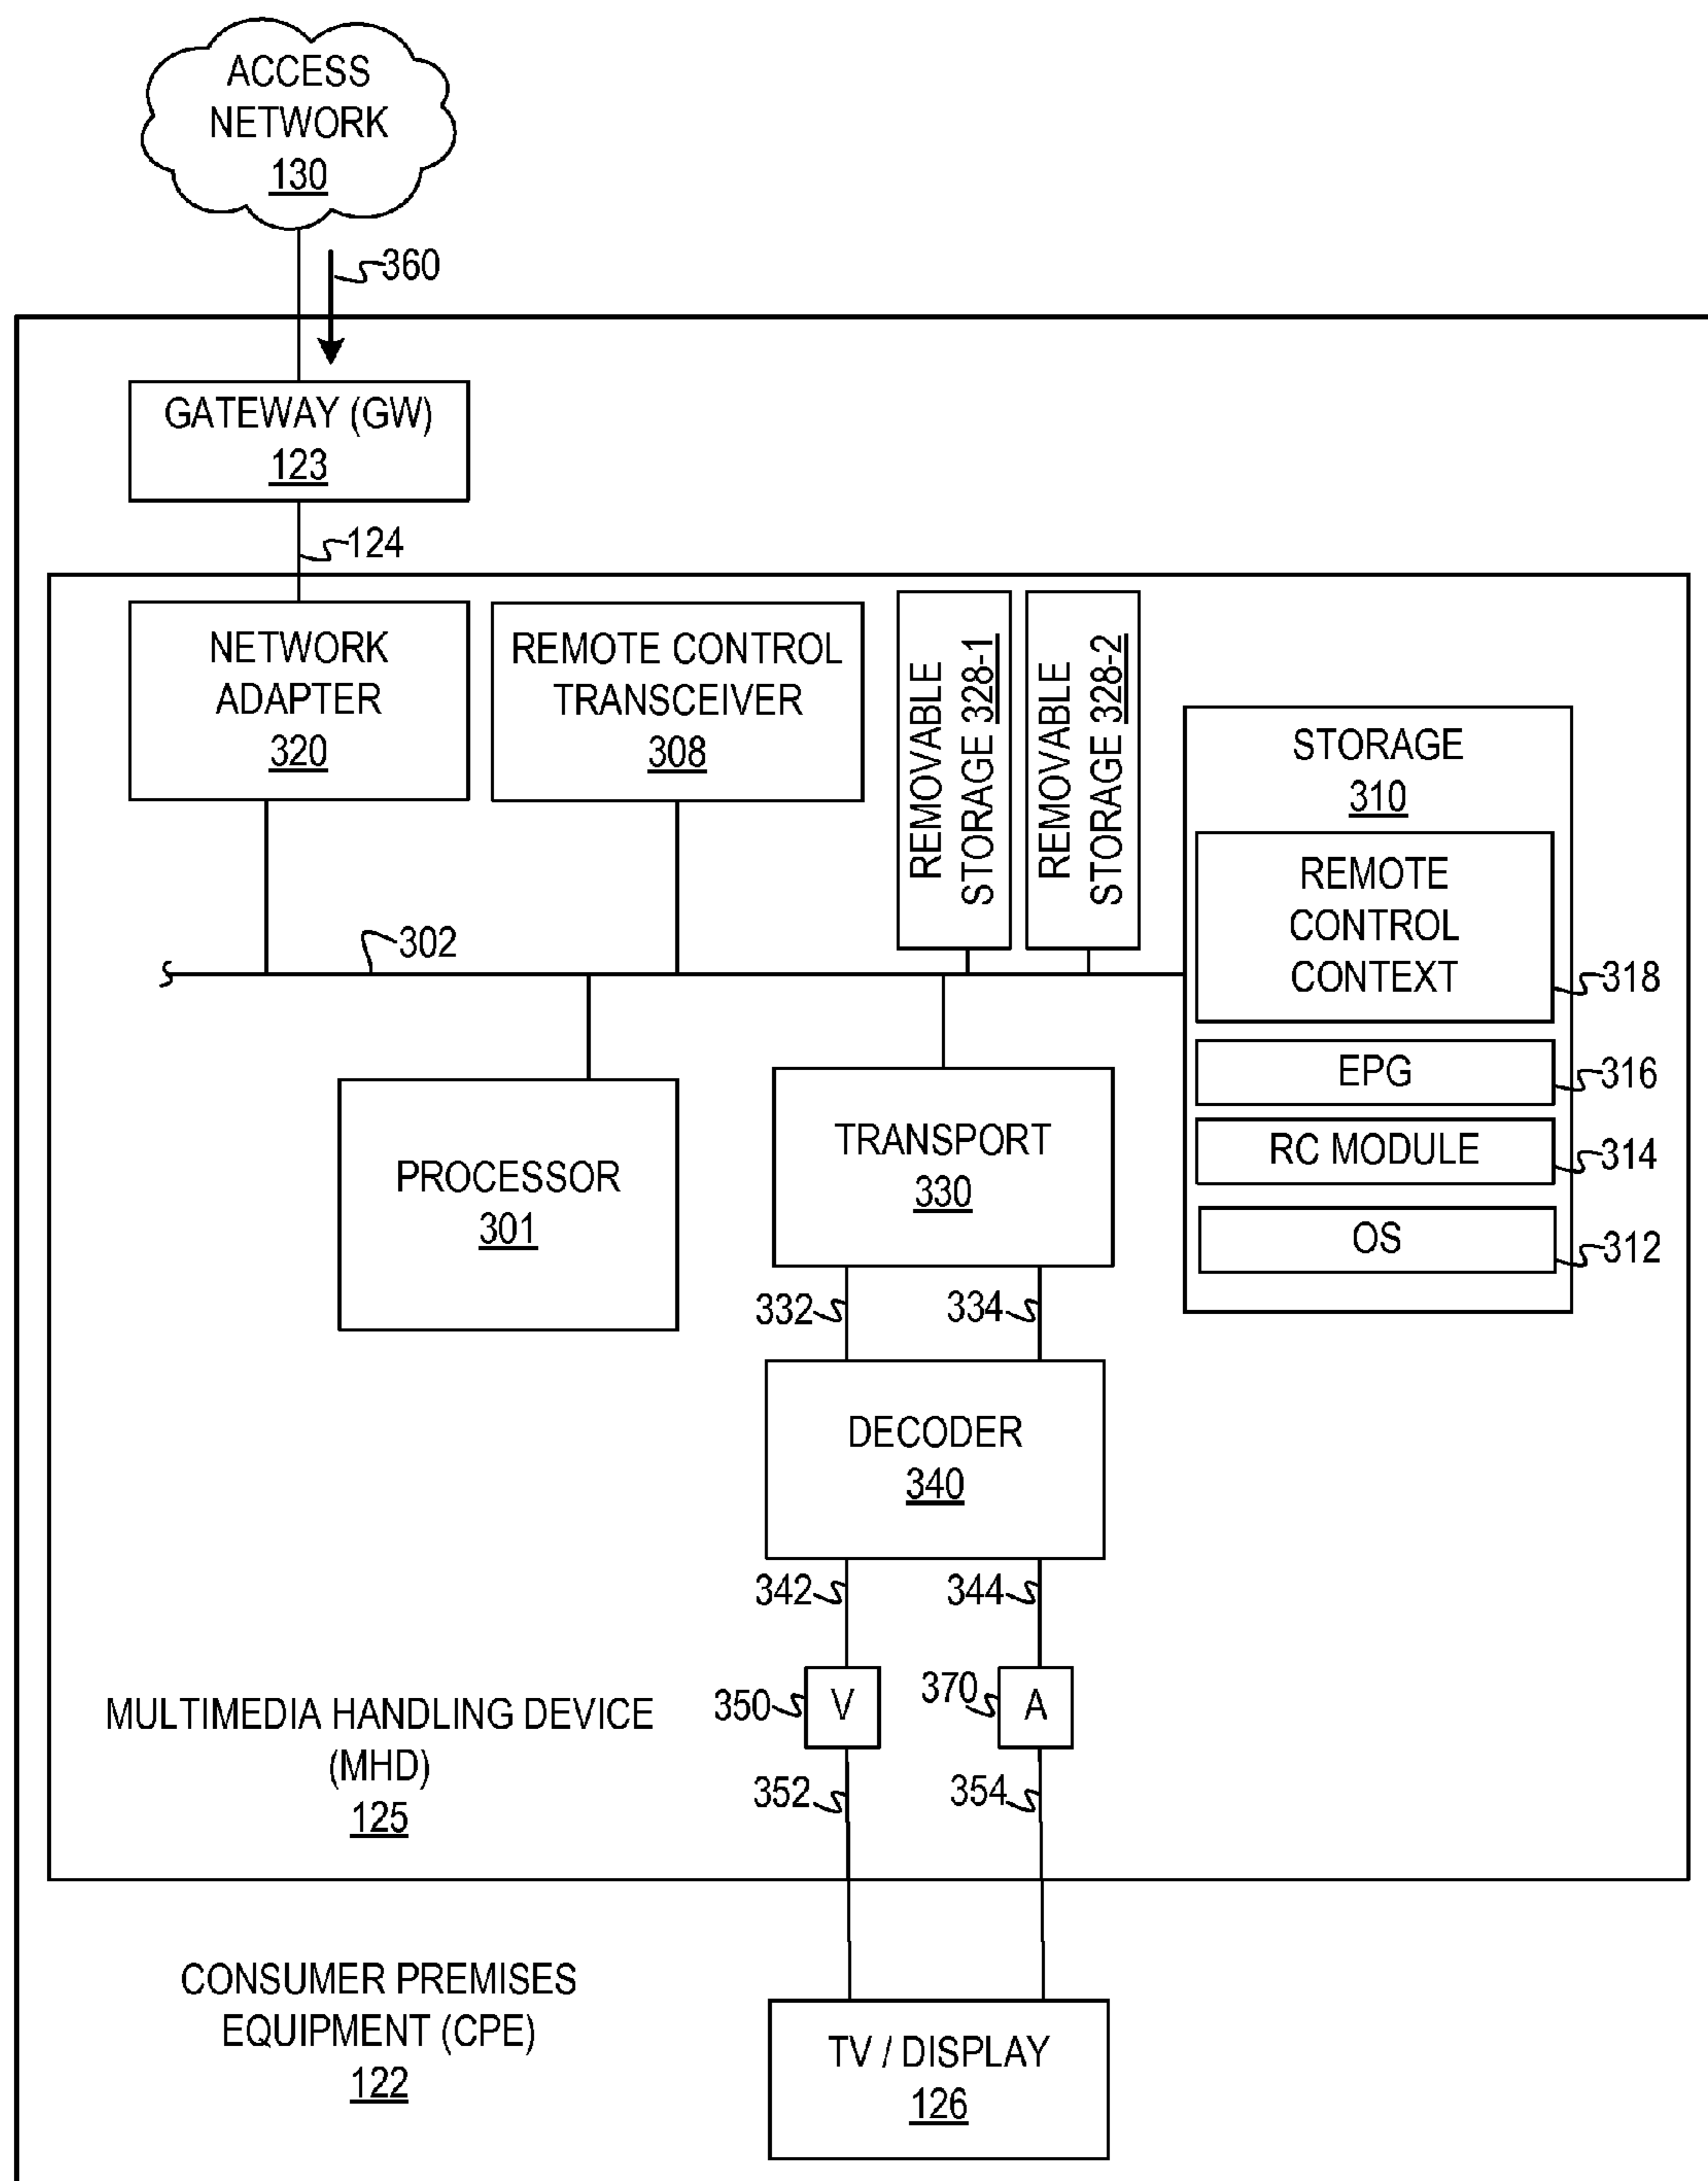 ACCESS
NETWORK
130
360
GATEWAY (GW)
123
124
NETWORK
ADAPTER
320
REMOTE CONTROL
TRANSCEIVER
308
REMOVABLE
STORAGE 328-1
REMOVABLE
STORAGE 328-2
STORAGE
310
REMOTE
CONTROL
CONTEXT
318
EPG
316
RC MODULE
314
OS
312
302
PROCESSOR
301
TRANSPORT
330
332
334
DECODER
340
342
344
350
V
370
A
352
354
MULTIMEDIA HANDLING DEVICE
(MHD)
125
CONSUMER PREMISES
EQUIPMENT (CPE)
122
TV / DISPLAY
126